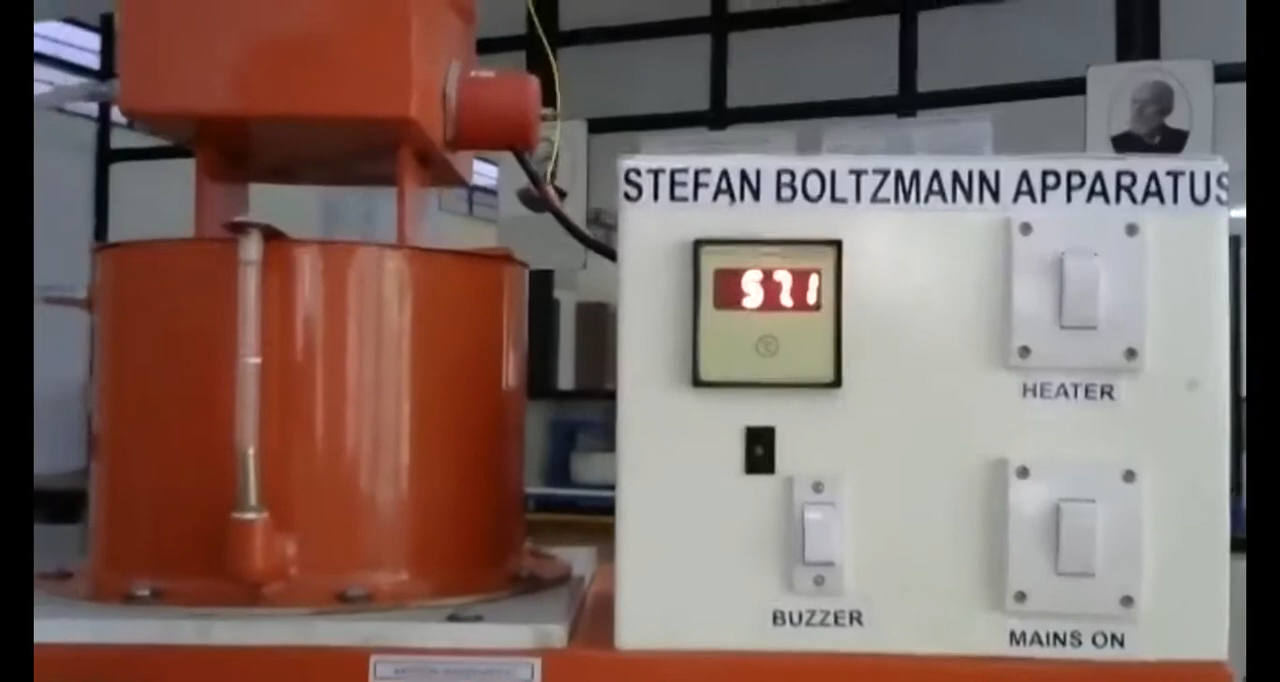 STEFAN BOLTZMANN APPARATUS
571
°C
HEATER
BUZZER
MAINS ON